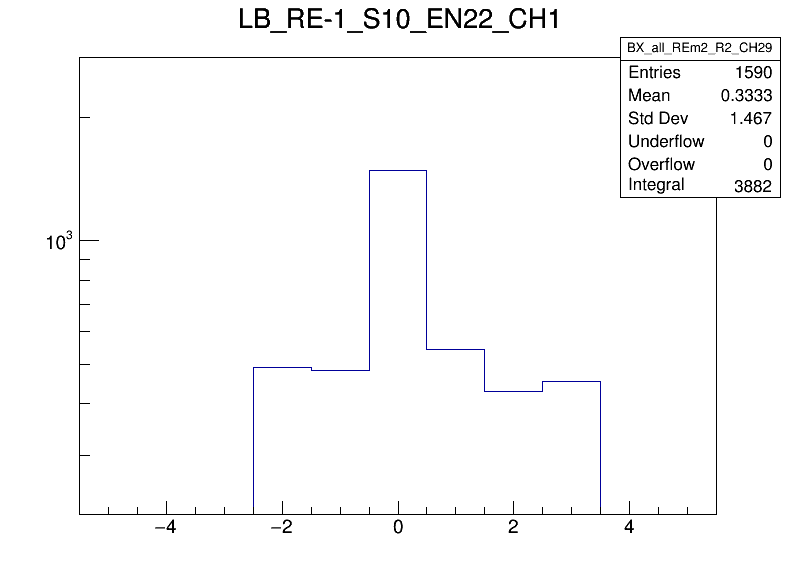 LB_RE-1_S10_EN22_CH1
BX_all_REm2_R2_CH29
Entries 1590
Mean 0.3333
Std Dev 1.467
Underflow 0
Overflow 0
Integral 3882
10³
−4 −2 0 2 4